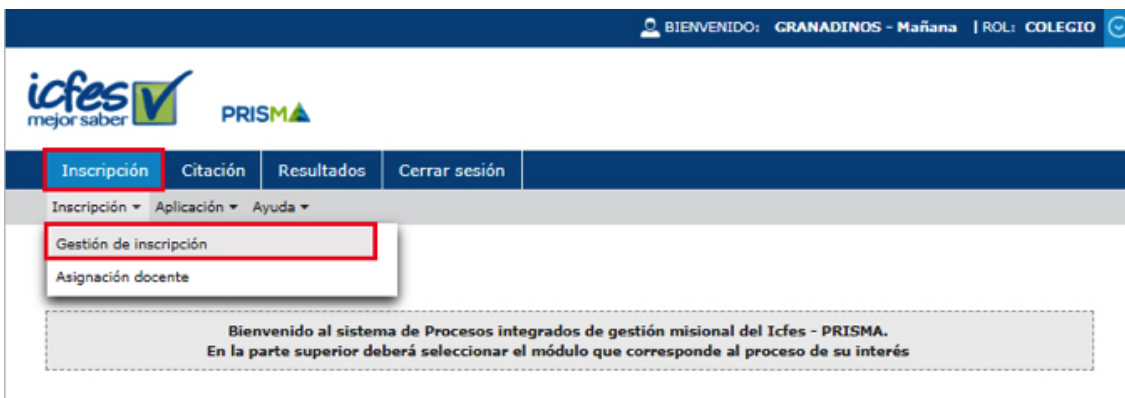 BIENVENIDO: GRANADINOS - Mañana | ROL: COLEGIO
icfes
mejor saber
PRISMA
Inscripción Citación Resultados Cerrar sesión
Inscripción Aplicación Ayuda
Gestión de inscripción
Asignación docente
Bienvenido al sistema de Procesos integrados de gestión misional del Icfes - PRISMA.
En la parte superior deberá seleccionar el módulo que corresponde al proceso de su interés